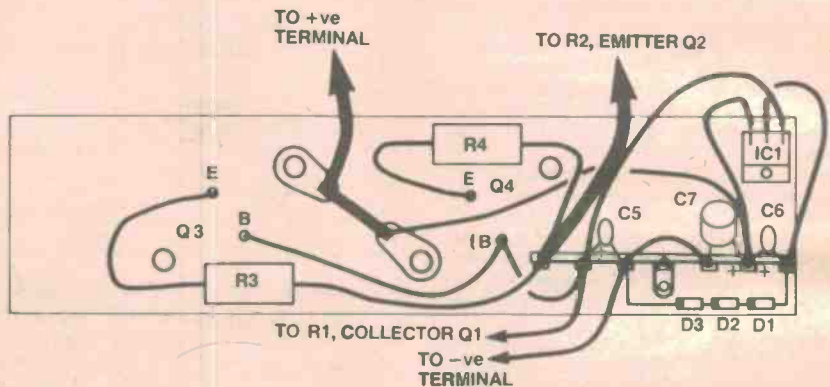 TO +ve
TERMINAL
TO R2, EMITTER Q2
R4
IC1
E
E
Q4
C5
C7
C6
B
Q3
B
R3
+
+
D3
D2
D1
TO R1, COLLECTOR Q1
TO –ve
TERMINAL